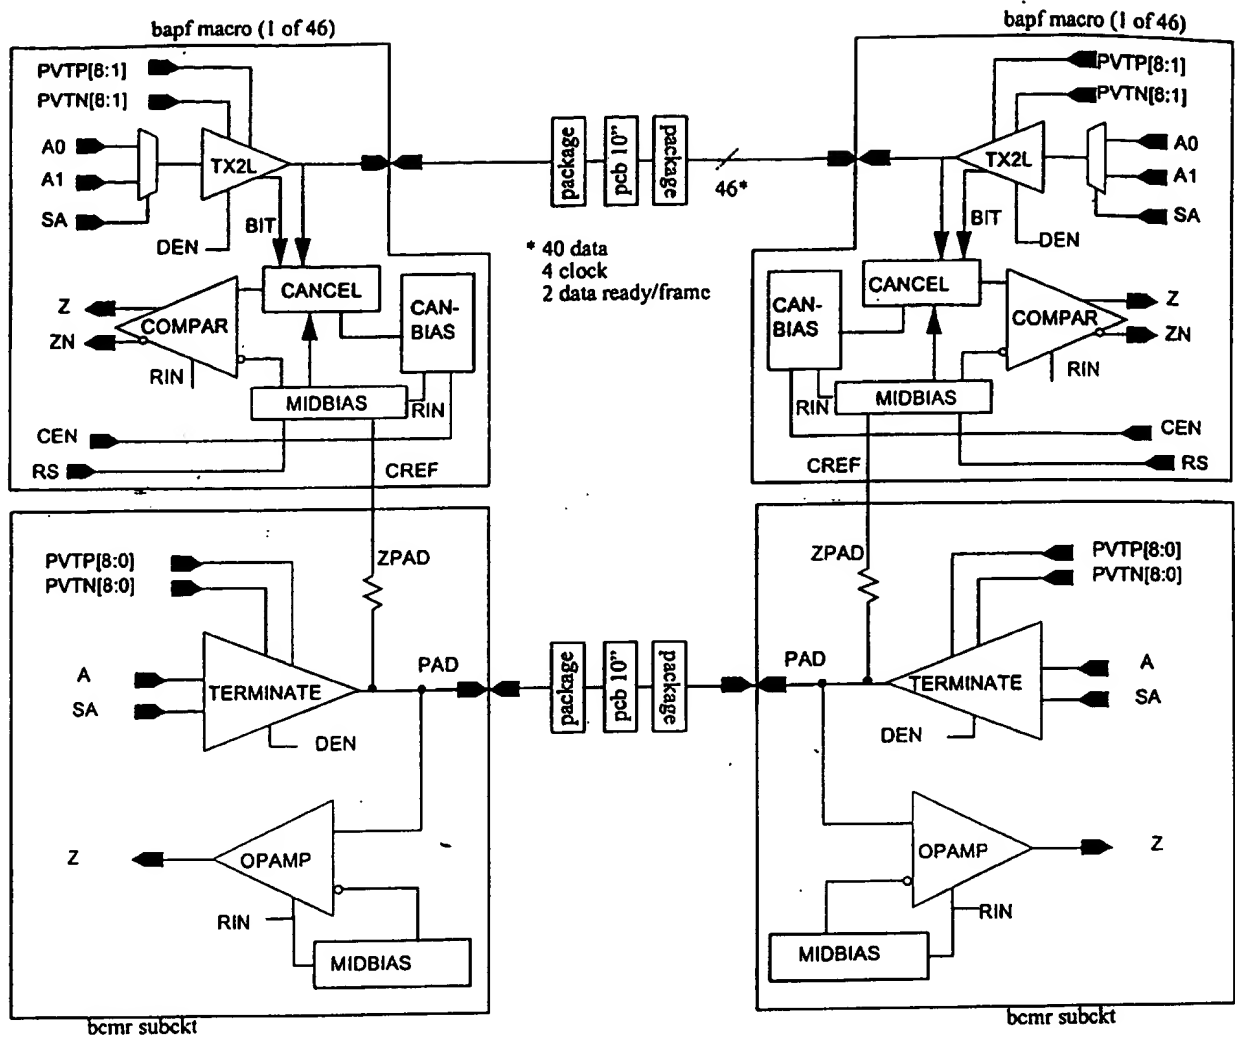 bapf macro (1 of 46)
bapf macro (1 of 46)
PVTP[8:1]
PVTN[8:1]
A0
A1
SA
TX2L
DEN
BIT
CANCEL
CAN-
BIAS
COMPAR
Z
ZN
RIN
MIDBIAS
RIN
CEN
RS
CREF
package
pcb 10"
package
46*
* 40 data
4 clock
2 data ready/frame
PVTP[8:1]
PVTN[8:1]
A0
A1
SA
TX2L
BIT
DEN
CANCEL
CAN-
BIAS
COMPAR
Z
ZN
RIN
RIN
MIDBIAS
CEN
RS
CREF
PVTP[8:0]
PVTN[8:0]
ZPAD
A
SA
TERMINATE
PAD
DEN
OPAMP
Z
RIN
MIDBIAS
bcmr subckt
package
pcb 10"
package
ZPAD
PVTP[8:0]
PVTN[8:0]
PAD
TERMINATE
A
SA
DEN
OPAMP
Z
RIN
MIDBIAS
bcmr subckt